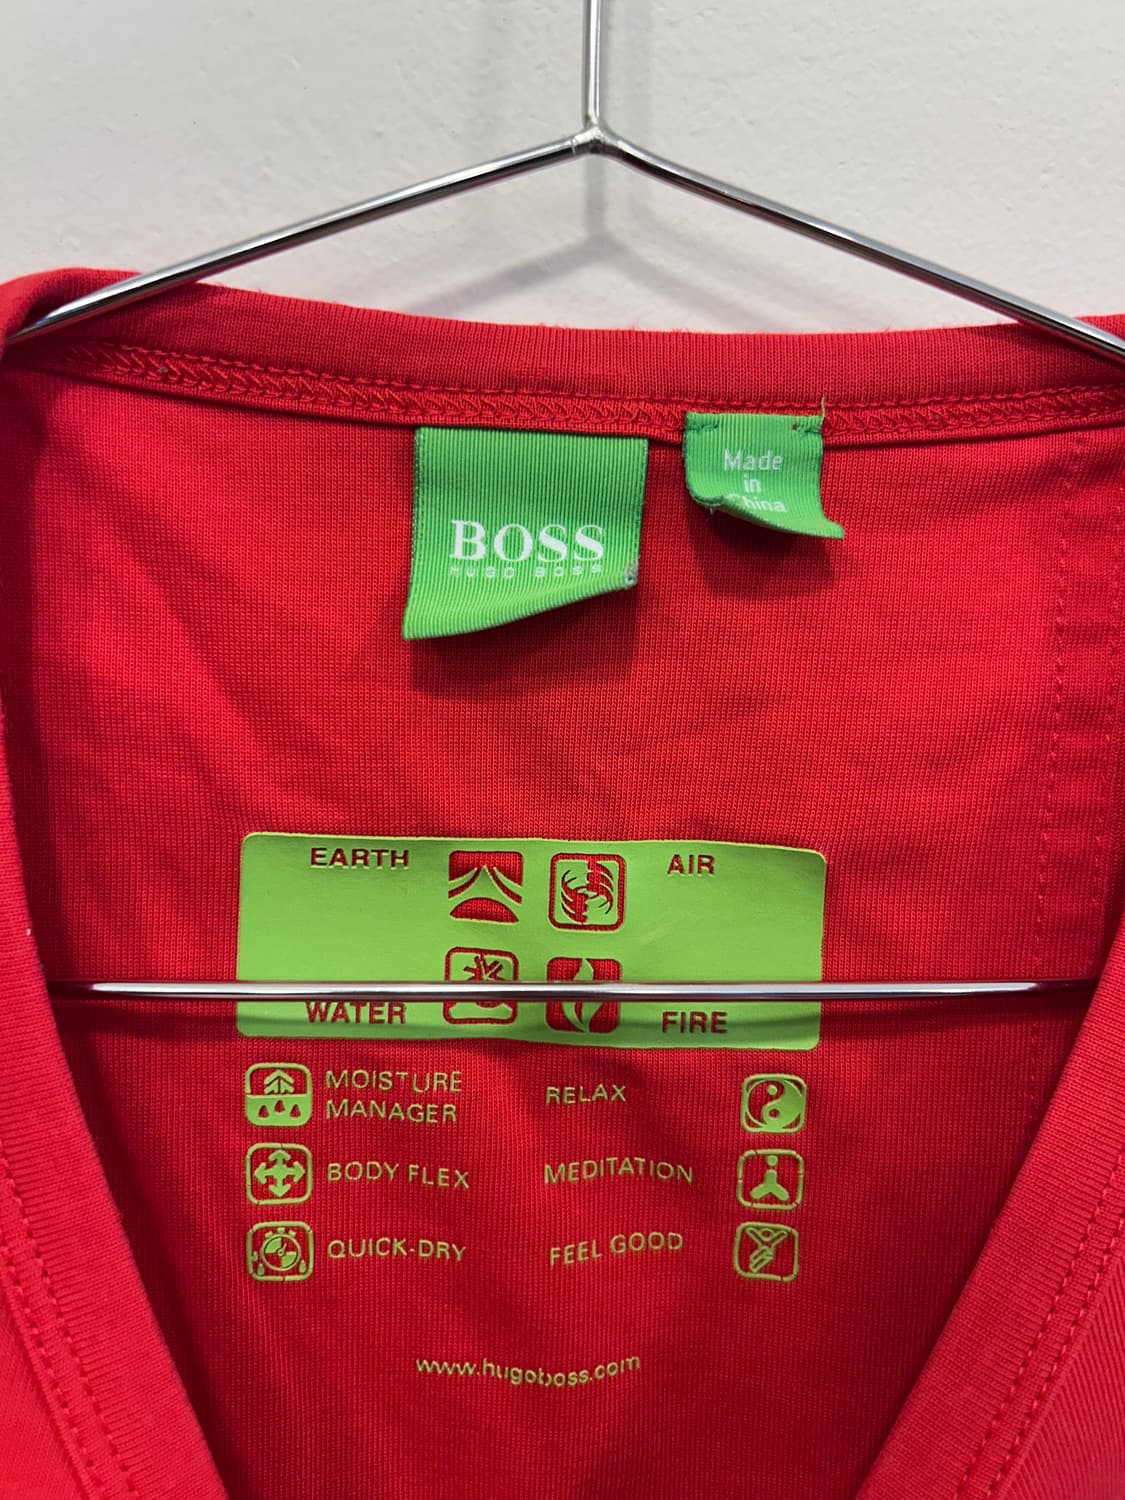 BOSS
HUGO BOSS
Made
in
China
EARTH
AIR
WATER
FIRE
MOISTURE
MANAGER
RELAX
BODY FLEX
MEDITATION
QUICK-DRY
FEEL GOOD
www.hugoboss.com